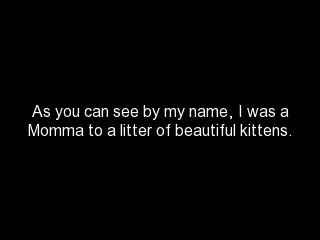 As you can see by my name, I was a
Momma to a litter of beautiful kittens.